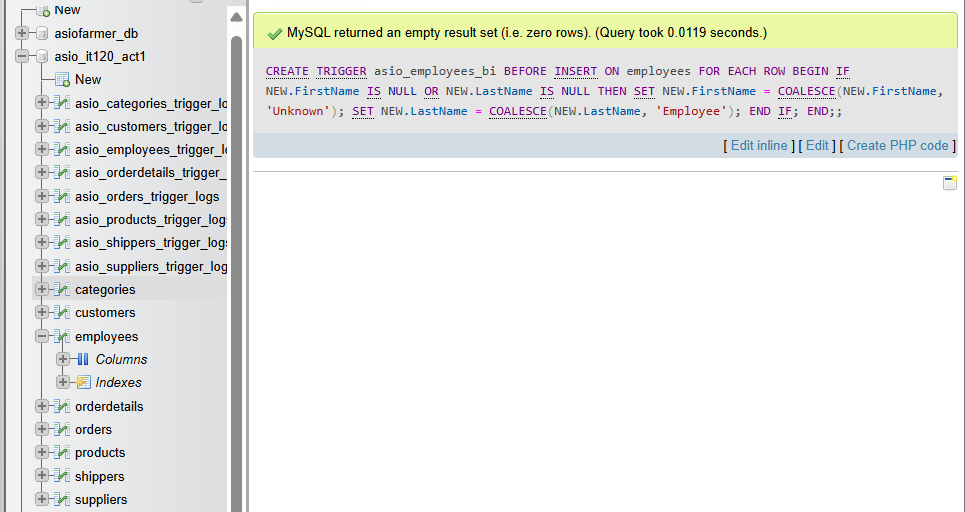 New
asiofarmer_db
asio_it120_act1
New
asio_categories_trigger_lo
asio_customers_trigger_lo
asio_employees_trigger_l
asio_orderdetails_trigger_
asio_orders_trigger_logs
asio_products_trigger_log
asio_shippers_trigger_logs
asio_suppliers_trigger_log
categories
customers
employees
Columns
Indexes
orderdetails
orders
products
shippers
suppliers
MySQL returned an empty result set (i.e. zero rows). (Query took 0.0119 seconds.)
CREATE TRIGGER asio_employees_bi BEFORE INSERT ON employees FOR EACH ROW BEGIN IF
NEW.FirstName IS NULL OR NEW.LastName IS NULL THEN SET NEW.FirstName = COALESCE(NEW.FirstName,
'Unknown'); SET NEW.LastName = COALESCE(NEW.LastName, 'Employee'); END IF; END;;
[ Edit inline ] [ Edit ] [ Create PHP code ]